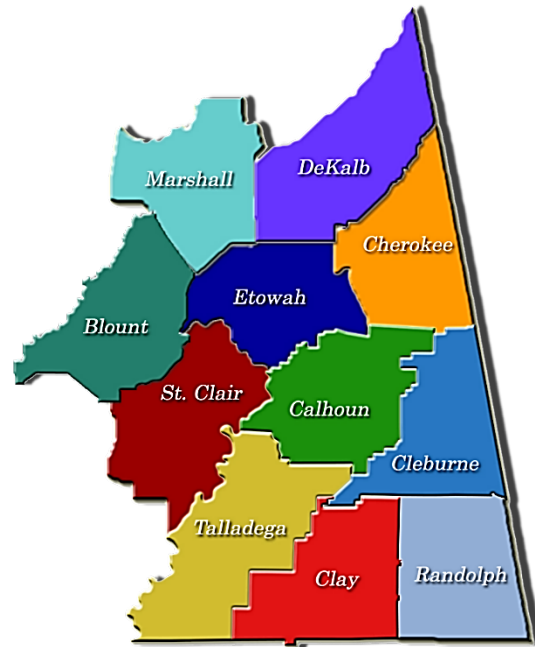 DeKalb
Marshall
Cherokee
Etowah
Blount
St. Clair
Calhoun
Cleburne
Talladega
Clay
Randolph